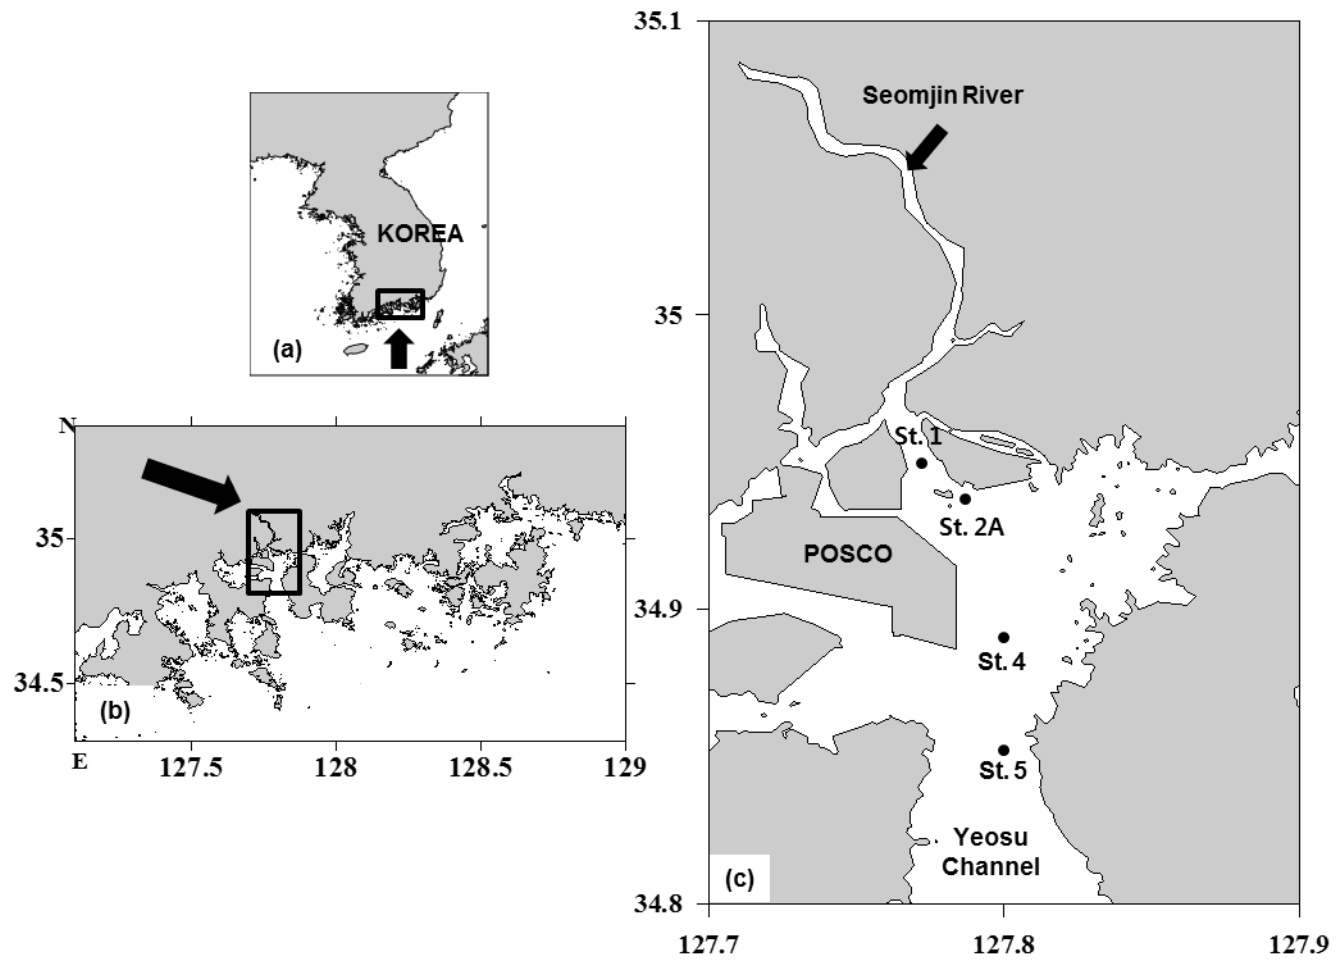 KOREA
(a)
N
35
34.5
(b)
E
127.5
128
128.5
129
35.1
Seomjin River
35
St. 1
St. 2A
POSCO
34.9
St. 4
St. 5
Yeosu
Channel
(c)
34.8
127.7
127.8
127.9